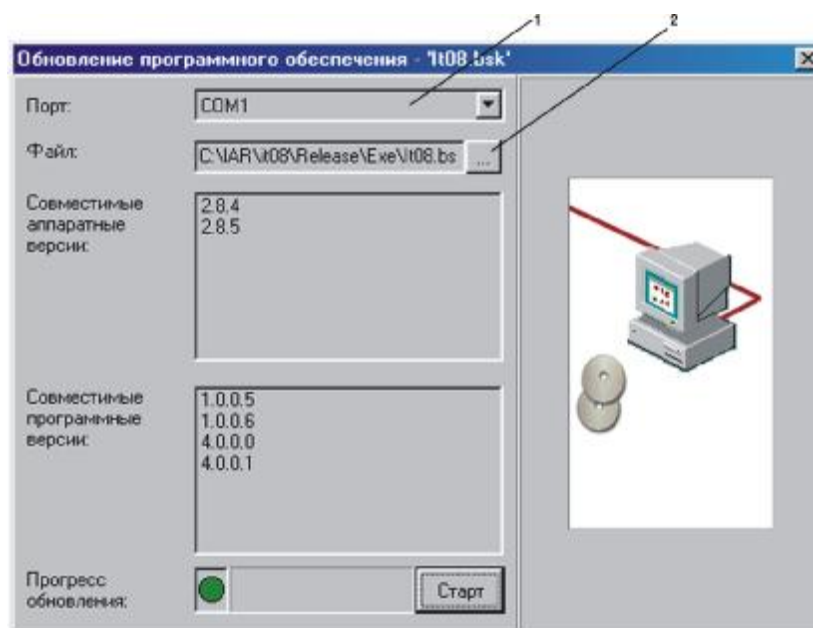 1 2
Обновление программного обеспечения - 'lt08.bsk'
Порт: COM1
Файл: C:\IAR\lt08\Release\Exe\lt08.bs ...
Совместимые
аппаратные
версии:
2.8.4
2.8.5
Совместимые
программные
версии:
1.0.0.5
1.0.0.6
4.0.0.0
4.0.0.1
Прогресс
обновления:
Старт